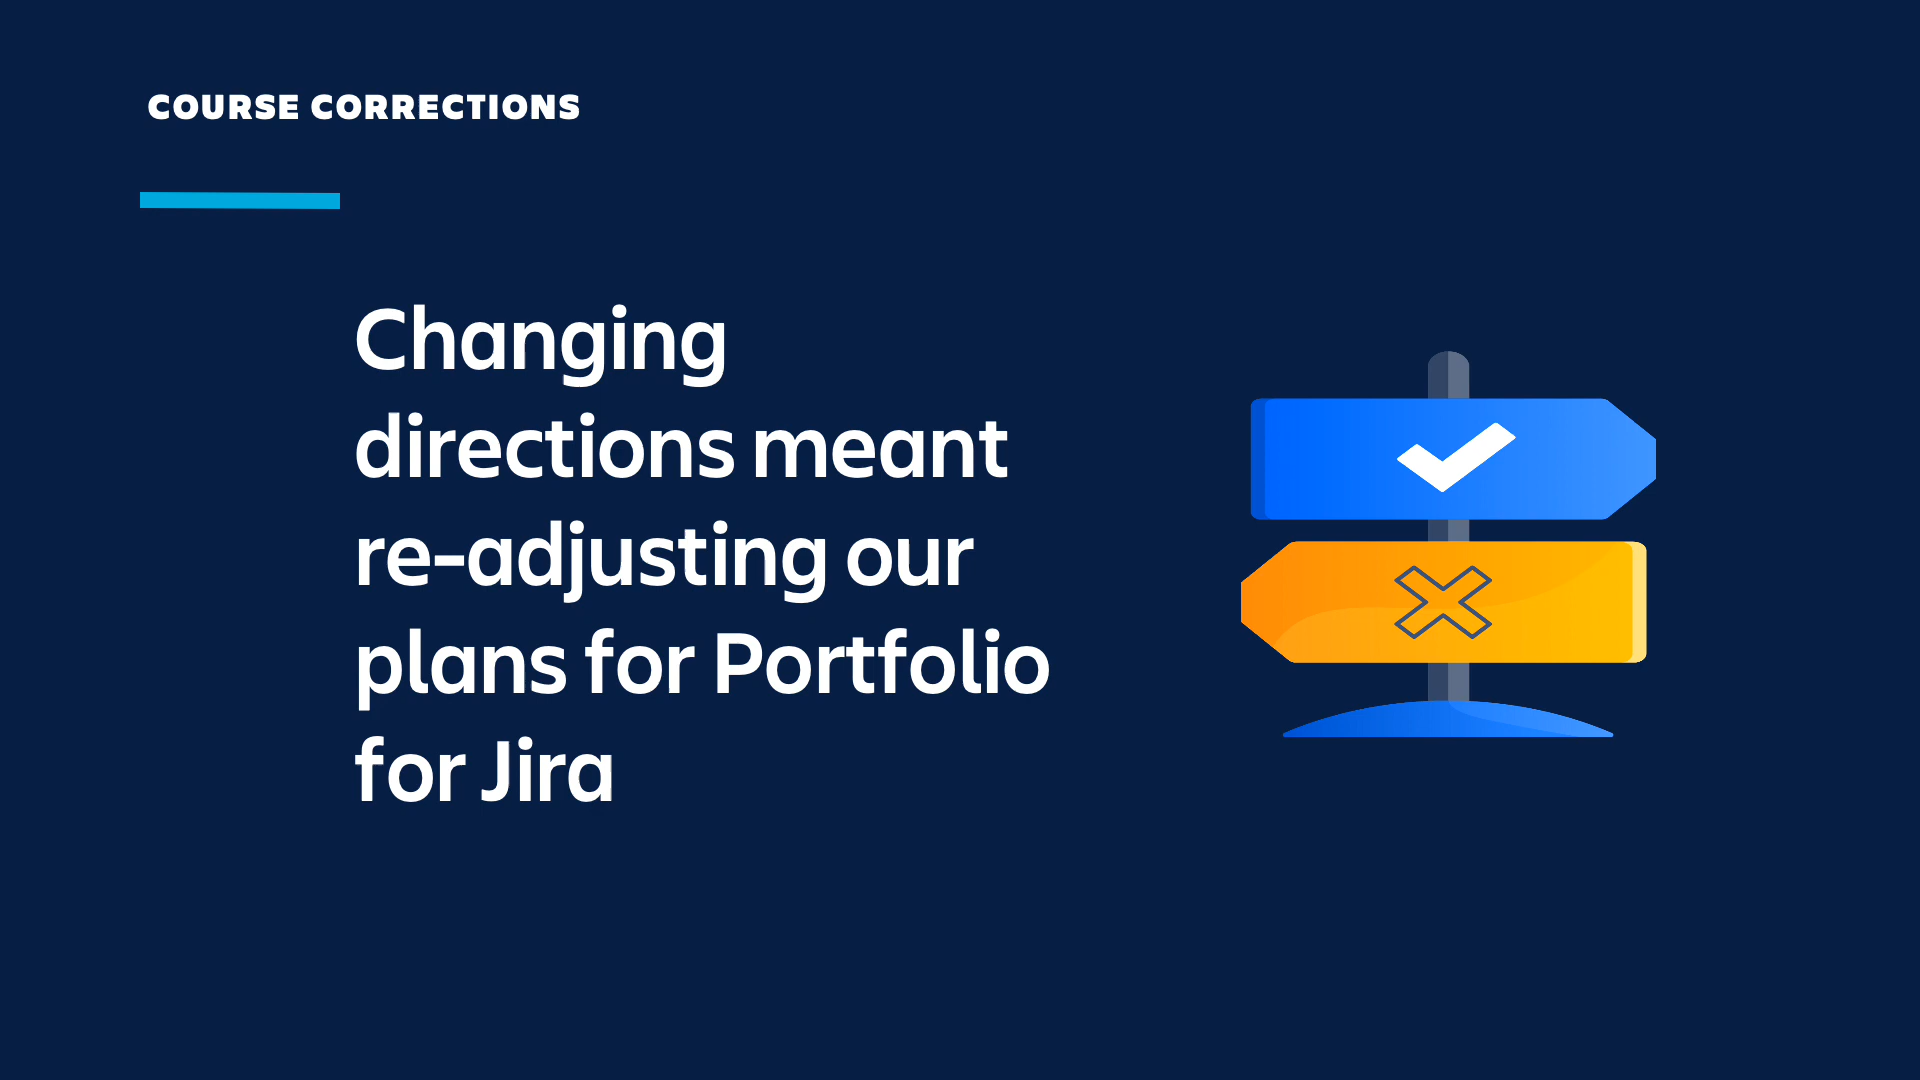 COURSE CORRECTIONS
Changing
directions meant
re-adjusting our
plans for Portfolio
for Jira